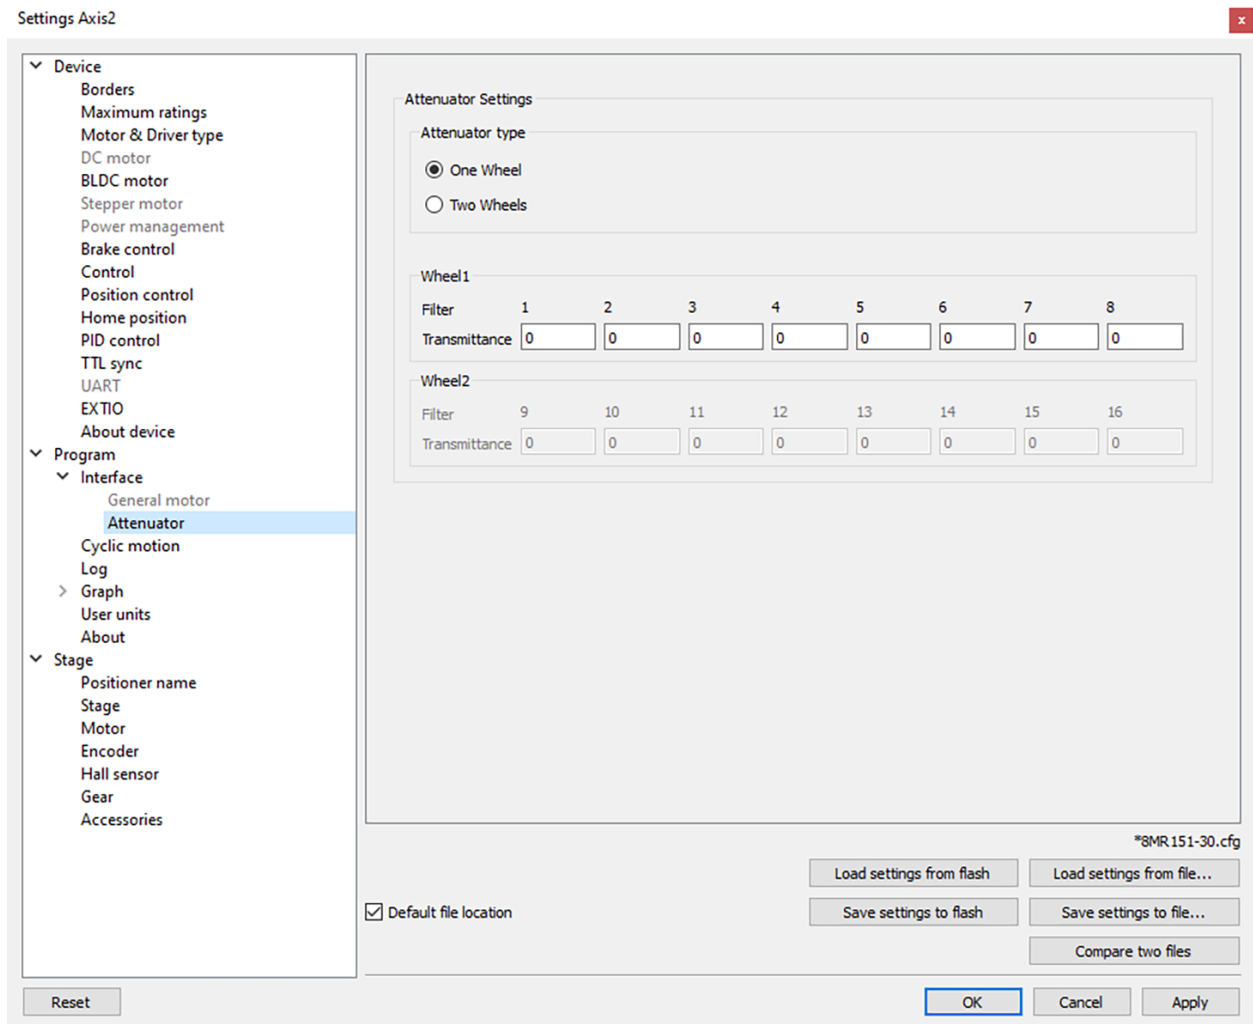 Settings Axis2
x
Device
Borders
Maximum ratings
Motor & Driver type
DC motor
BLDC motor
Stepper motor
Power management
Brake control
Control
Position control
Home position
PID control
TTL sync
UART
EXTIO
About device
Program
Interface
General motor
Attenuator
Cyclic motion
Log
Graph
User units
About
Stage
Positioner name
Stage
Motor
Encoder
Hall sensor
Gear
Accessories
Attenuator Settings
Attenuator type
One Wheel
Two Wheels
Wheel1
Filter 1 2 3 4 5 6 7 8
Transmittance 0 0 0 0 0 0 0 0
Wheel2
Filter 9 10 11 12 13 14 15 16
Transmittance 0 0 0 0 0 0 0 0
*8MR151-30.cfg
Load settings from flash Load settings from file...
Default file location Save settings to flash Save settings to file...
Compare two files
Reset OK Cancel Apply